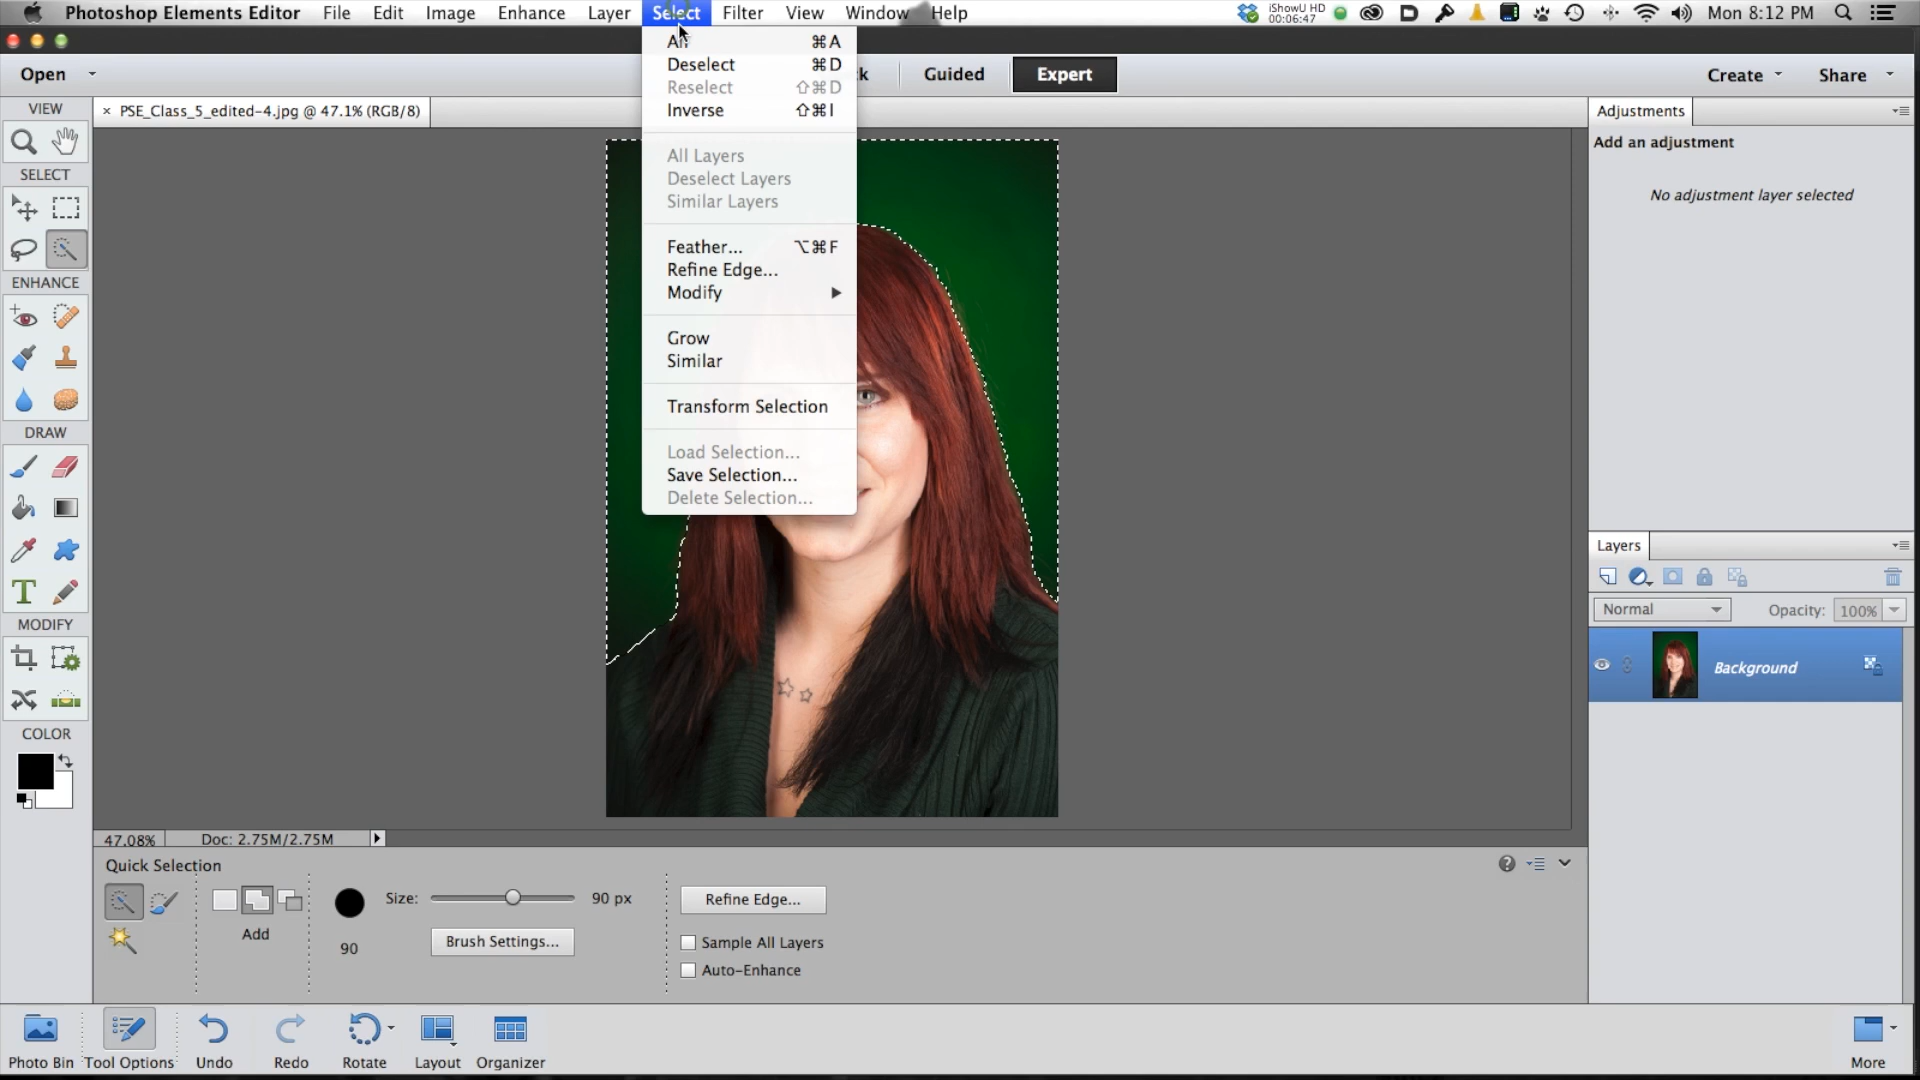 Photoshop Elements Editor File Edit Image Enhance Layer Select Filter View Window Help iShowU HD 00:06:47 Mon 8:12 PM
All ⌘A
Deselect ⌘D
Reselect ⇧⌘D
Inverse ⇧⌘I
All Layers
Deselect Layers
Similar Layers
Feather... ⌥⌘F
Refine Edge...
Modify
Grow
Similar
Transform Selection
Load Selection...
Save Selection...
Delete Selection...
Open Guided Expert Create Share
VIEW
× PSE_Class_5_edited-4.jpg @ 47.1% (RGB/8)
SELECT
ENHANCE
DRAW
T
MODIFY
COLOR
Adjustments
Add an adjustment
No adjustment layer selected
Layers
Normal Opacity: 100%
Background
47.08% Doc: 2.75M/2.75M
Quick Selection
Add
90
Size: 90 px
Brush Settings...
Refine Edge...
Sample All Layers
Auto-Enhance
Photo Bin Tool Options Undo Redo Rotate Layout Organizer More